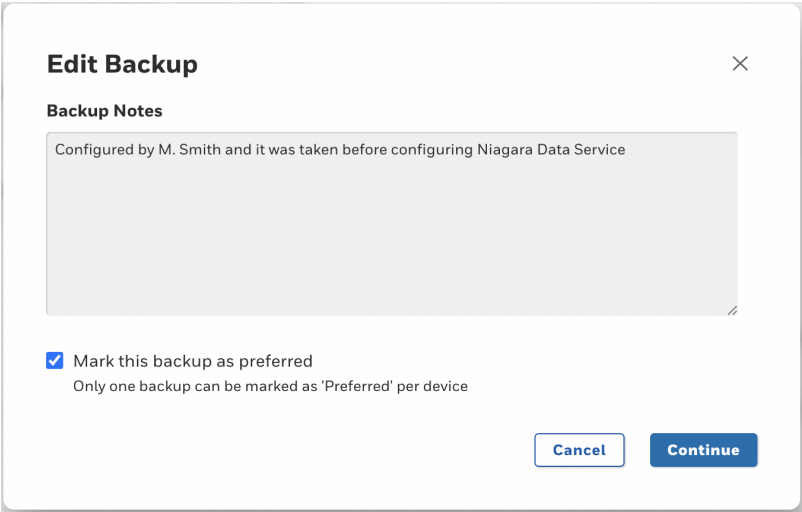 Edit Backup
Backup Notes
Configured by M. Smith and it was taken before configuring Niagara Data Service
Mark this backup as preferred
Only one backup can be marked as 'Preferred' per device
Cancel
Continue